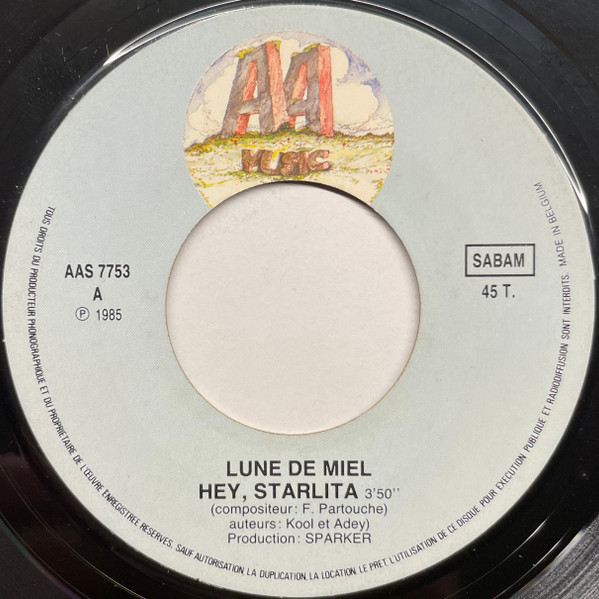 AA
MUSIC
AAS 7753
A
℗ 1985
SABAM
45 T.
LUNE DE MIEL
HEY, STARLITA 3'50''
(compositeur: F. Partouche)
auteurs: Kool et Adey)
Production: SPARKER
TOUS DROITS DU PRODUCTEUR PHONOGRAPHIQUE ET DU PROPRIETAIRE DE L'ŒUVRE ENREGISTREE RESERVES. SAUF AUTORISATION, LA DUPLICATION, LA LOCATION, LE PRET, L'UTILISATION DE CE DISQUE POUR EXECUTION PUBLIQUE ET RADIODIFFUSION SONT INTERDITS. MADE IN BELGIUM